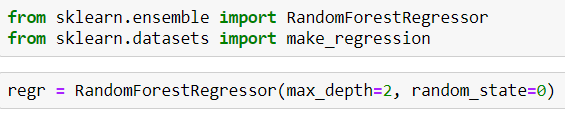 from sklearn.ensemble import RandomForestRegressor
from sklearn.datasets import make_regression
regr = RandomForestRegressor(max_depth=2, random_state=0)